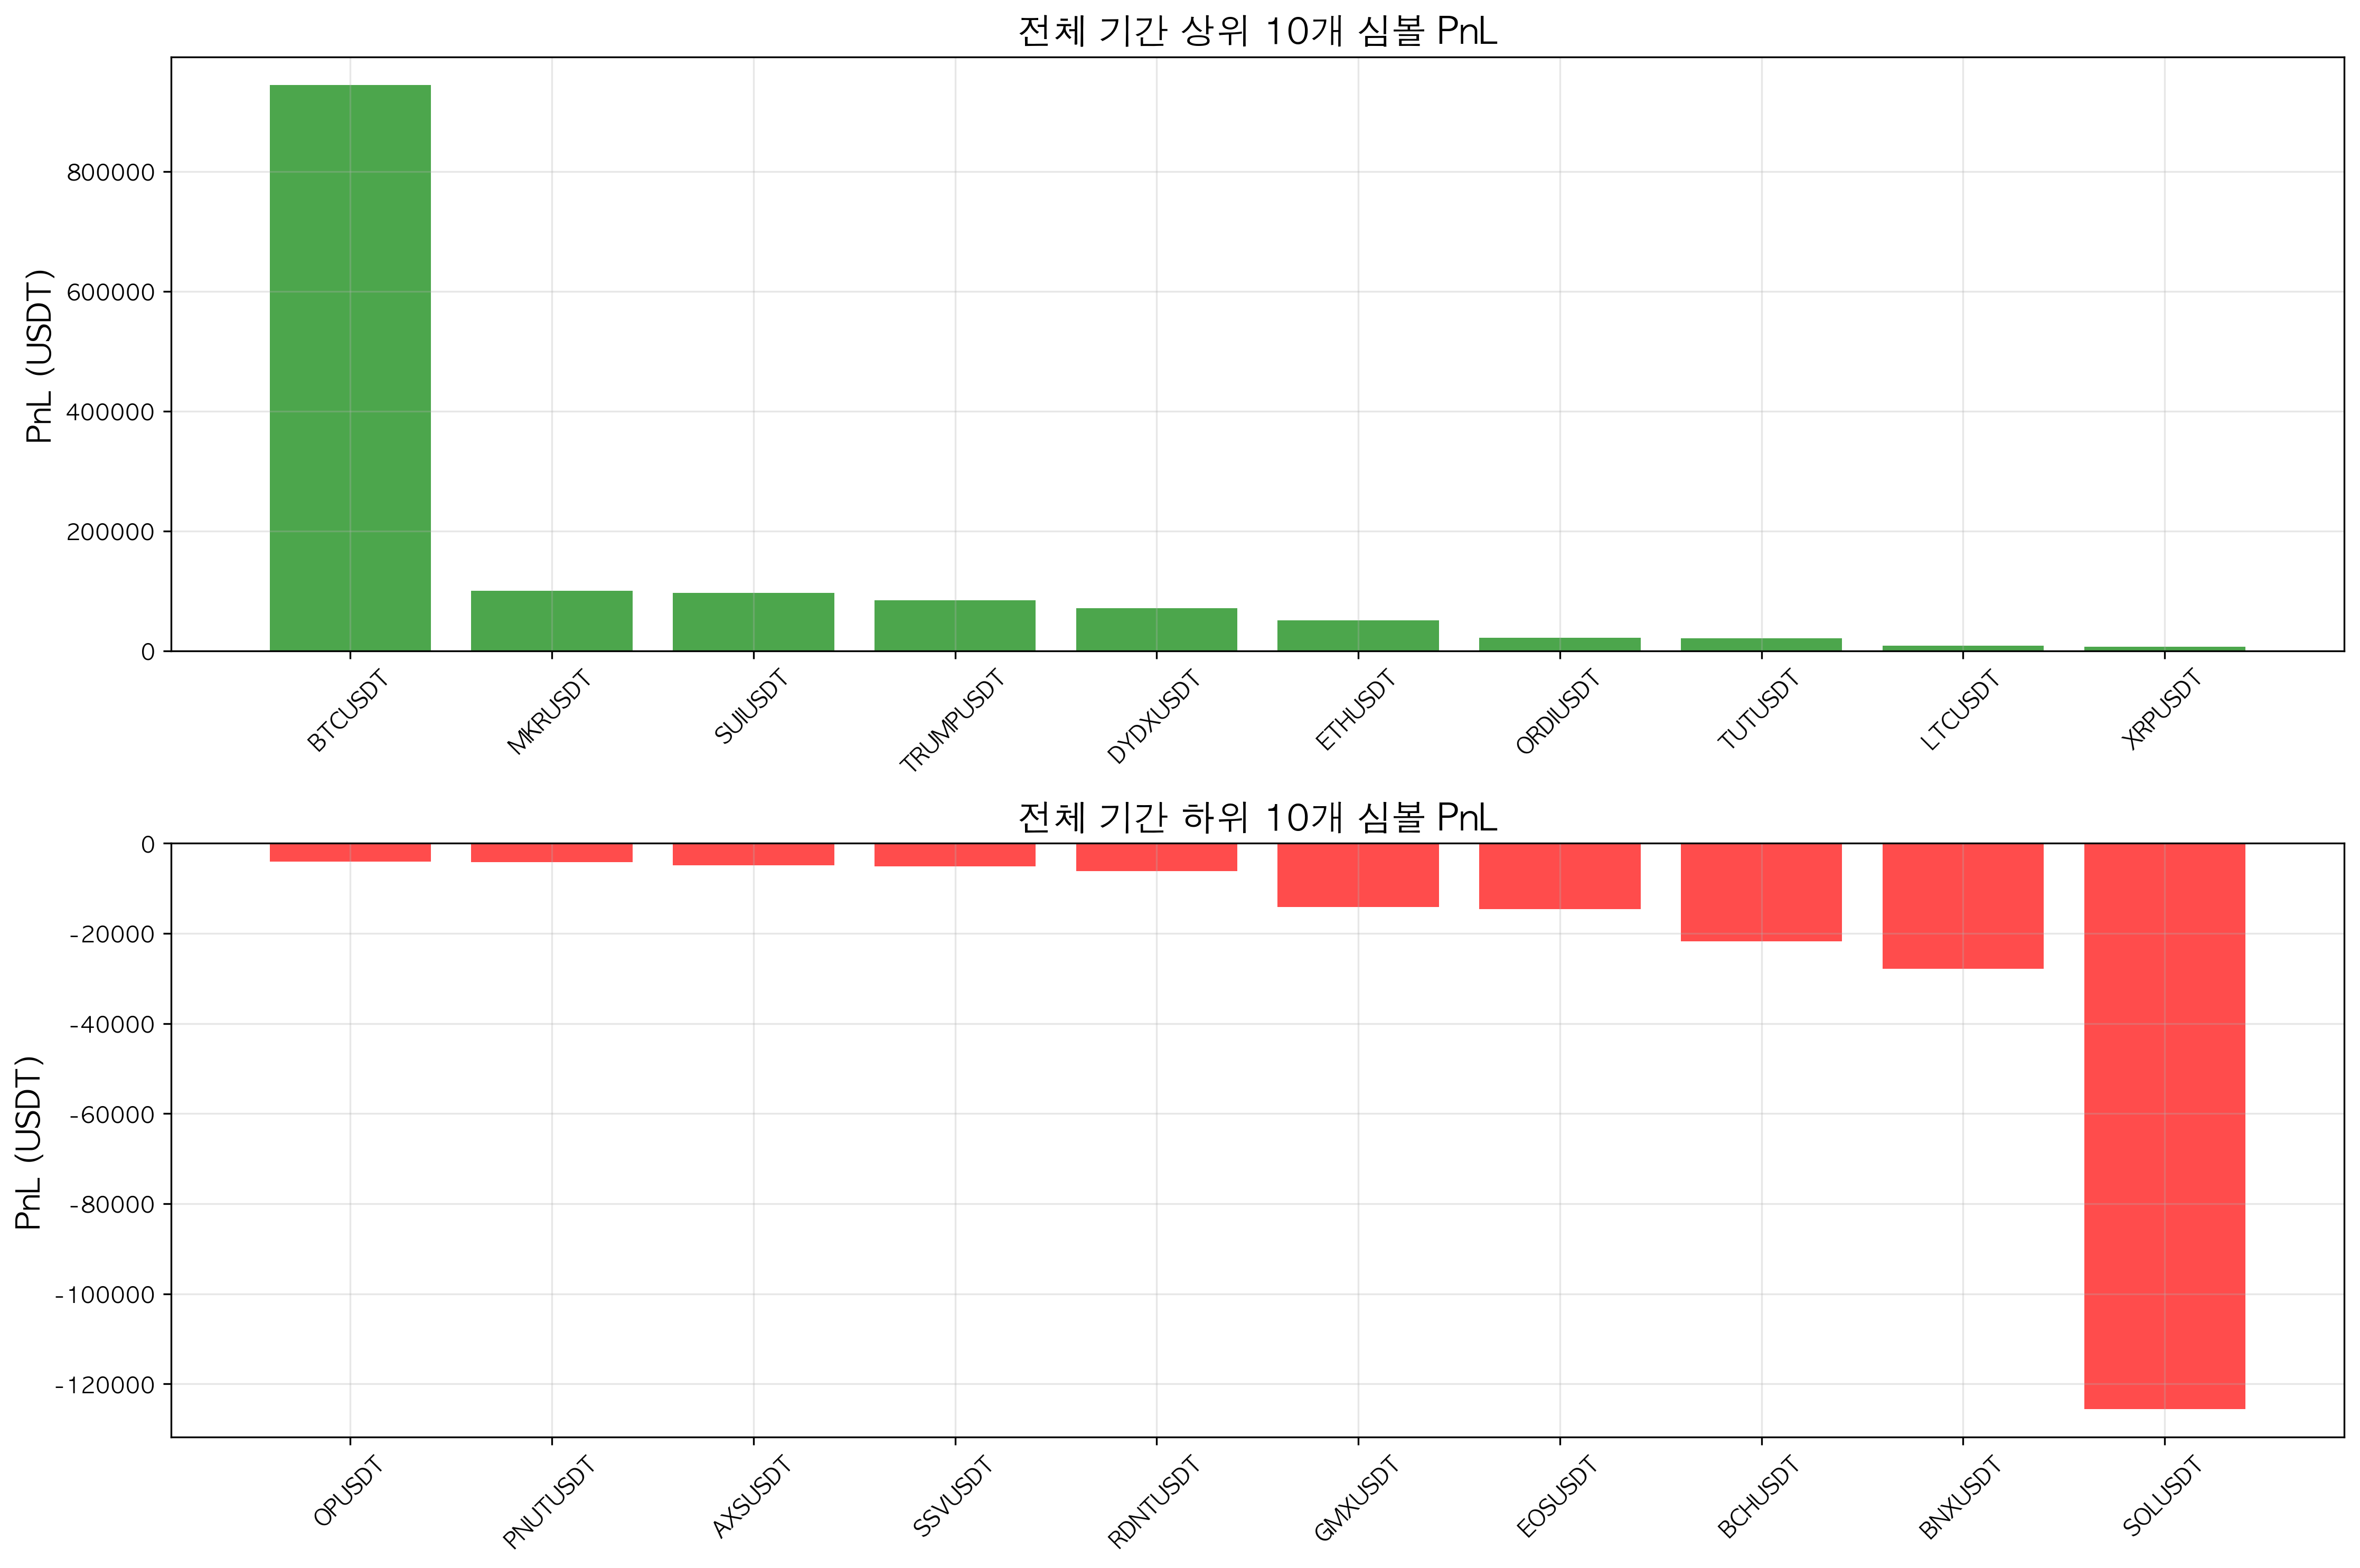 전체 기간 상위 10개 심볼 PnL
PnL (USDT)
800000
600000
400000
200000
0
BTCUSDT
MKRUSDT
SUIUSDT
TRUMPUSDT
DYDXUSDT
ETHUSDT
ORDIUSDT
TUTUSDT
LTCUSDT
XRPUSDT
전체 기간 하위 10개 심볼 PnL
PnL (USDT)
0
-20000
-40000
-60000
-80000
-100000
-120000
OPUSDT
PNUTUSDT
AXSUSDT
SSVUSDT
RDNTUSDT
GMXUSDT
EOSUSDT
BCHUSDT
BNXUSDT
SOLUSDT